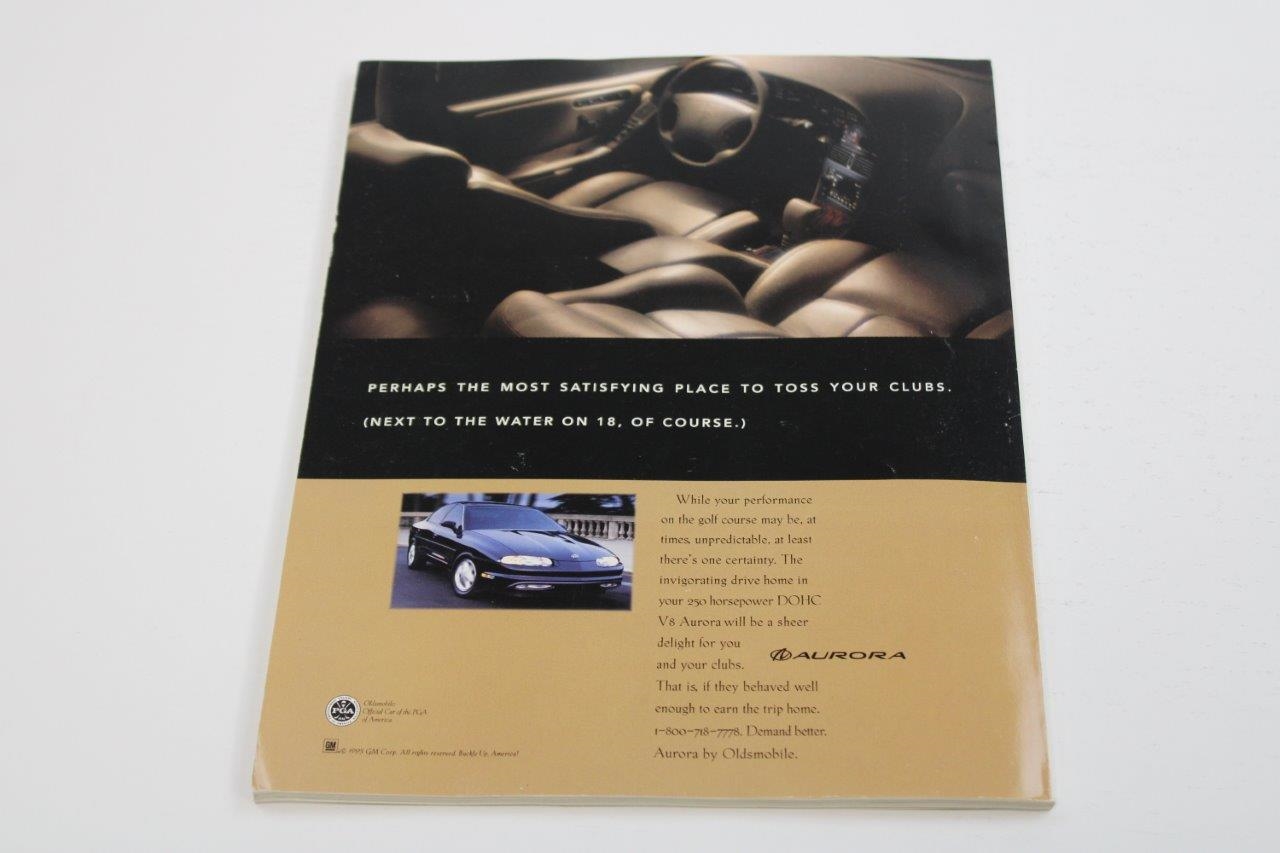 PERHAPS THE MOST SATISFYING PLACE TO TOSS YOUR CLUBS.
(NEXT TO THE WATER ON 18, OF COURSE.)
While your performance
on the golf course may be, at
times, unpredictable, at least
there's one certainty. The
invigorating drive home in
your 250 horsepower DOHC
V8 Aurora will be a sheer
delight for you
and your clubs.
AURORA
That is, if they behaved well
enough to earn the trip home.
1-800-718-7778. Demand better.
Aurora by Oldsmobile.
PGA
Oldsmobile:
Official Car of the PGA
of America
GM © 1995 GM Corp. All rights reserved. Buckle Up, America!